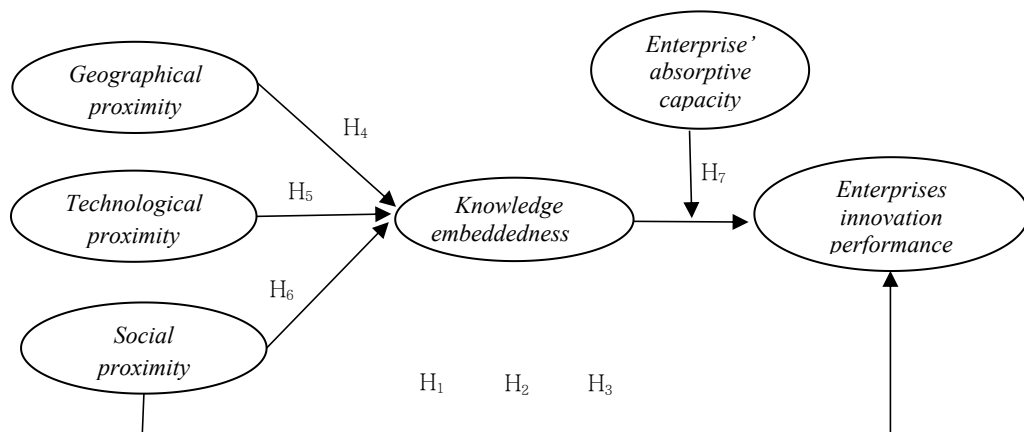 Geographical
proximity
Enterprise’
absorptive
capacity
H4
H7
H5
Technological
proximity
Knowledge
embeddedness
Enterprises
innovation
performance
H6
Social
proximity
H1 H2 H3